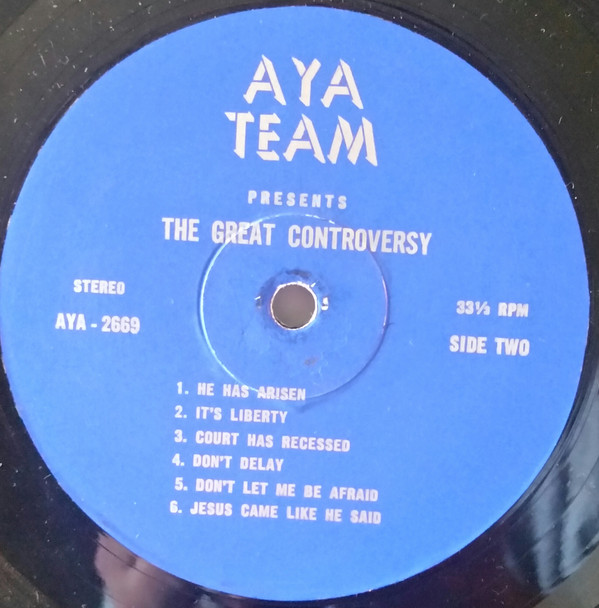 AYA
TEAM
PRESENTS
THE GREAT CONTROVERSY
STEREO
AYA - 2669
33⅓ RPM
SIDE TWO
1. HE HAS ARISEN
2. IT'S LIBERTY
3. COURT HAS RECESSED
4. DON'T DELAY
5. DON'T LET ME BE AFRAID
6. JESUS CAME LIKE HE SAID